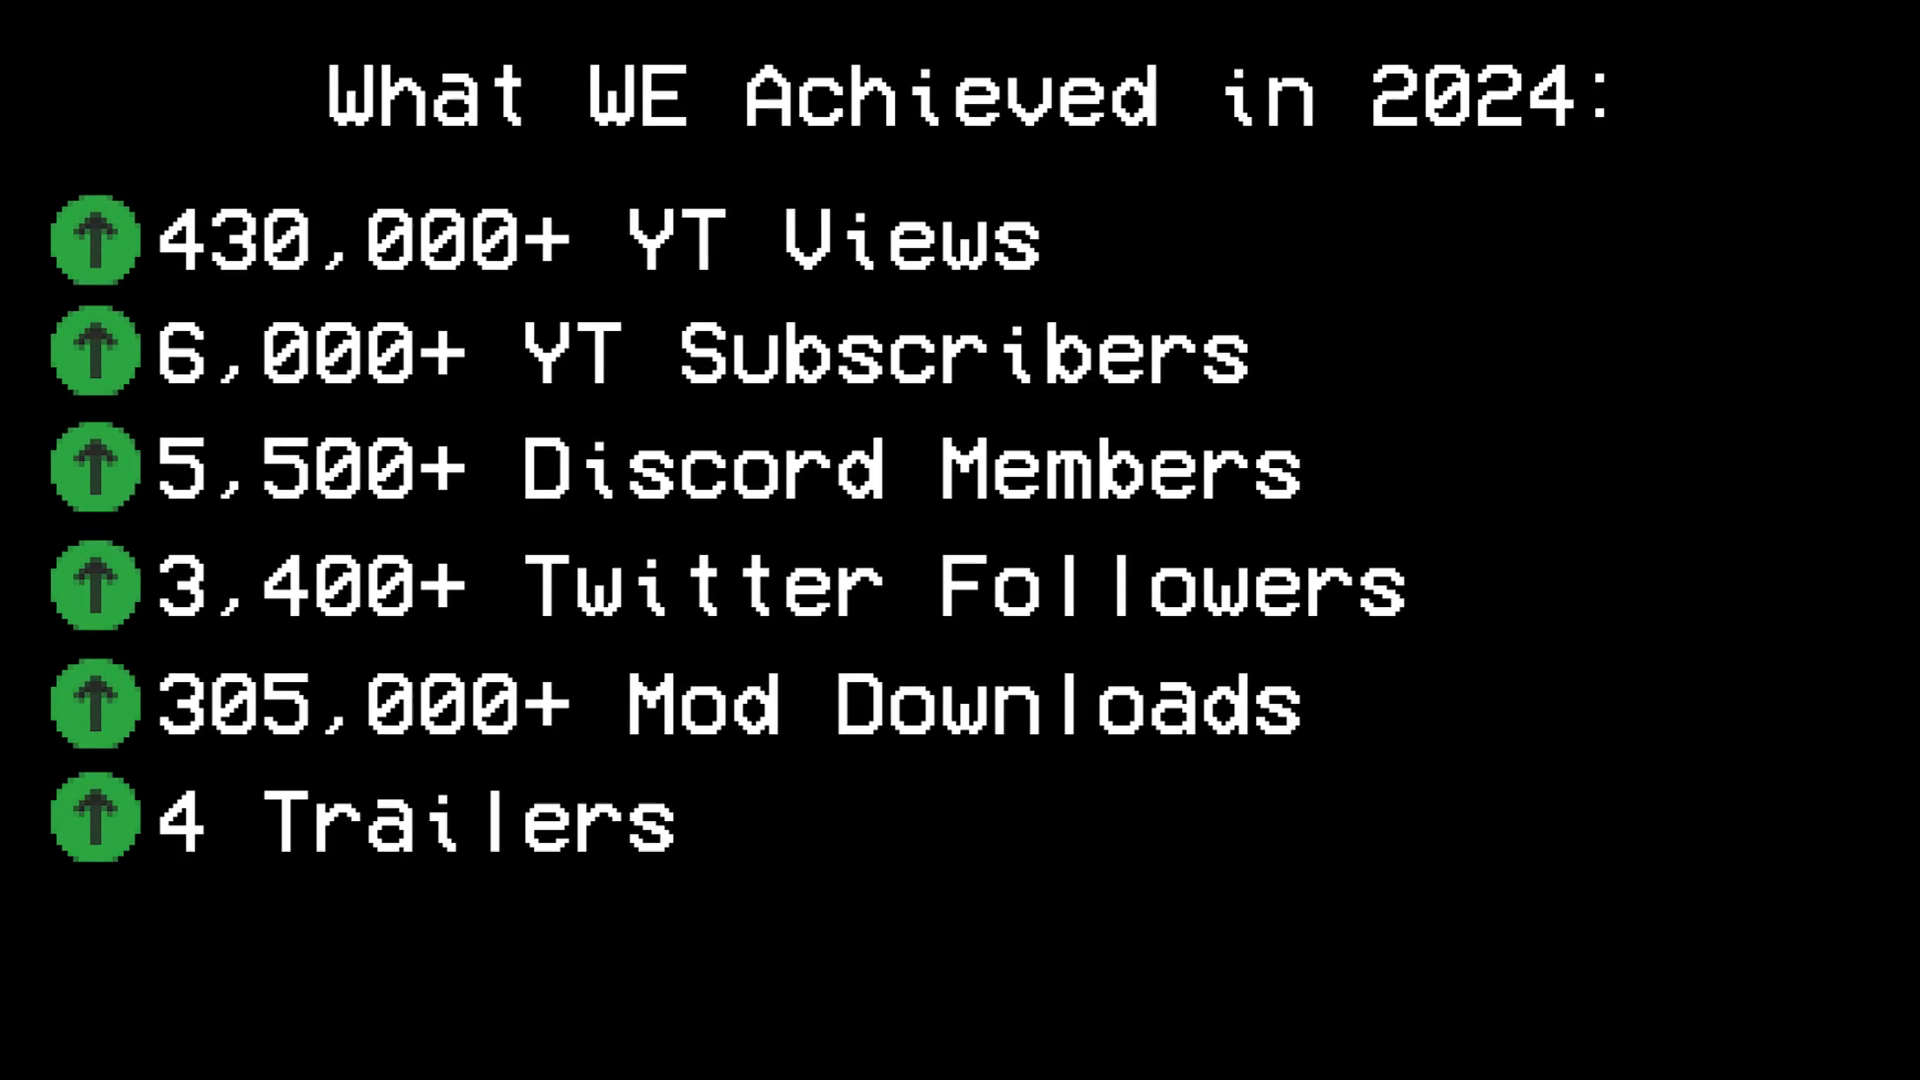 What WE Achieved in 2024:
430,000+ YT Views
6,000+ YT Subscribers
5,500+ Discord Members
3,400+ Twitter Followers
305,000+ Mod Downloads
4 Trailers